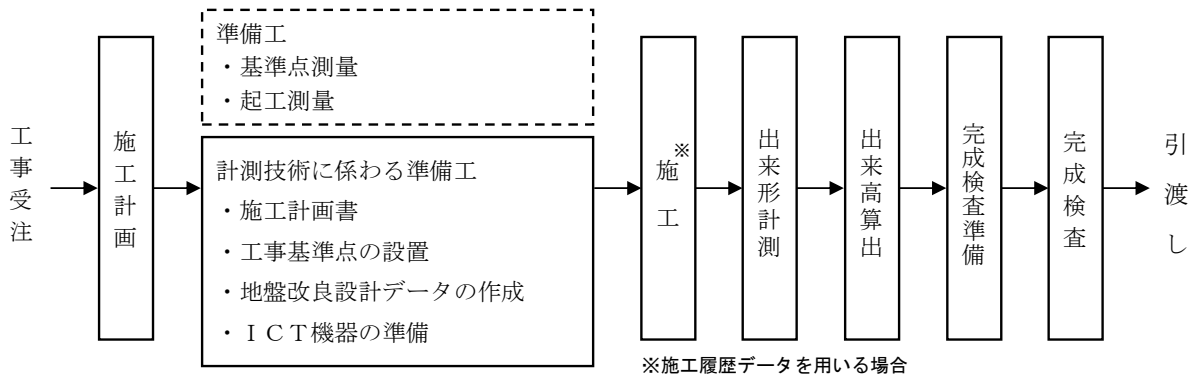 工事受注
施工計画
準備工
・基準点測量
・起工測量
計測技術に係わる準備工
・施工計画書
・工事基準点の設置
・地盤改良設計データの作成
・ＩＣＴ機器の準備
施工※
出来形計測
出来高算出
完成検査準備
完成検査
引渡し
※施工履歴データを用いる場合